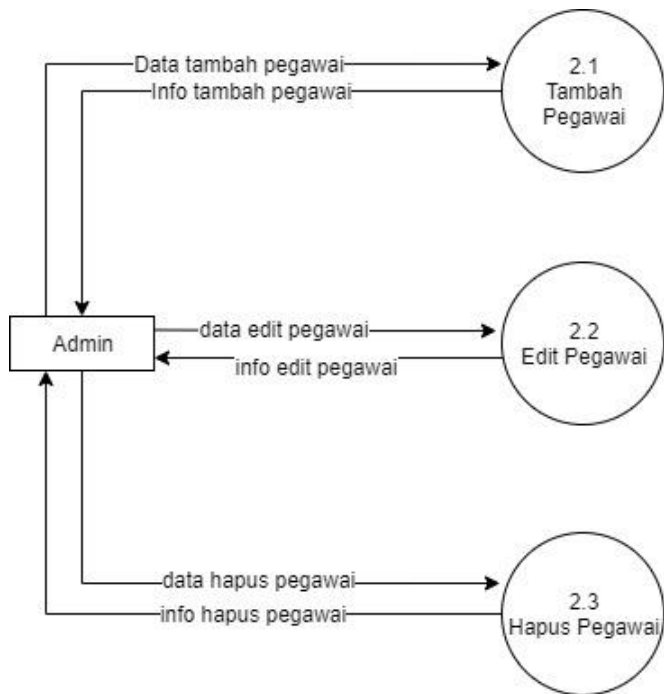 Data tambah pegawai
Info tambah pegawai
2.1
Tambah
Pegawai
Admin
data edit pegawai
info edit pegawai
2.2
Edit Pegawai
data hapus pegawai
info hapus pegawai
2.3
Hapus Pegawai